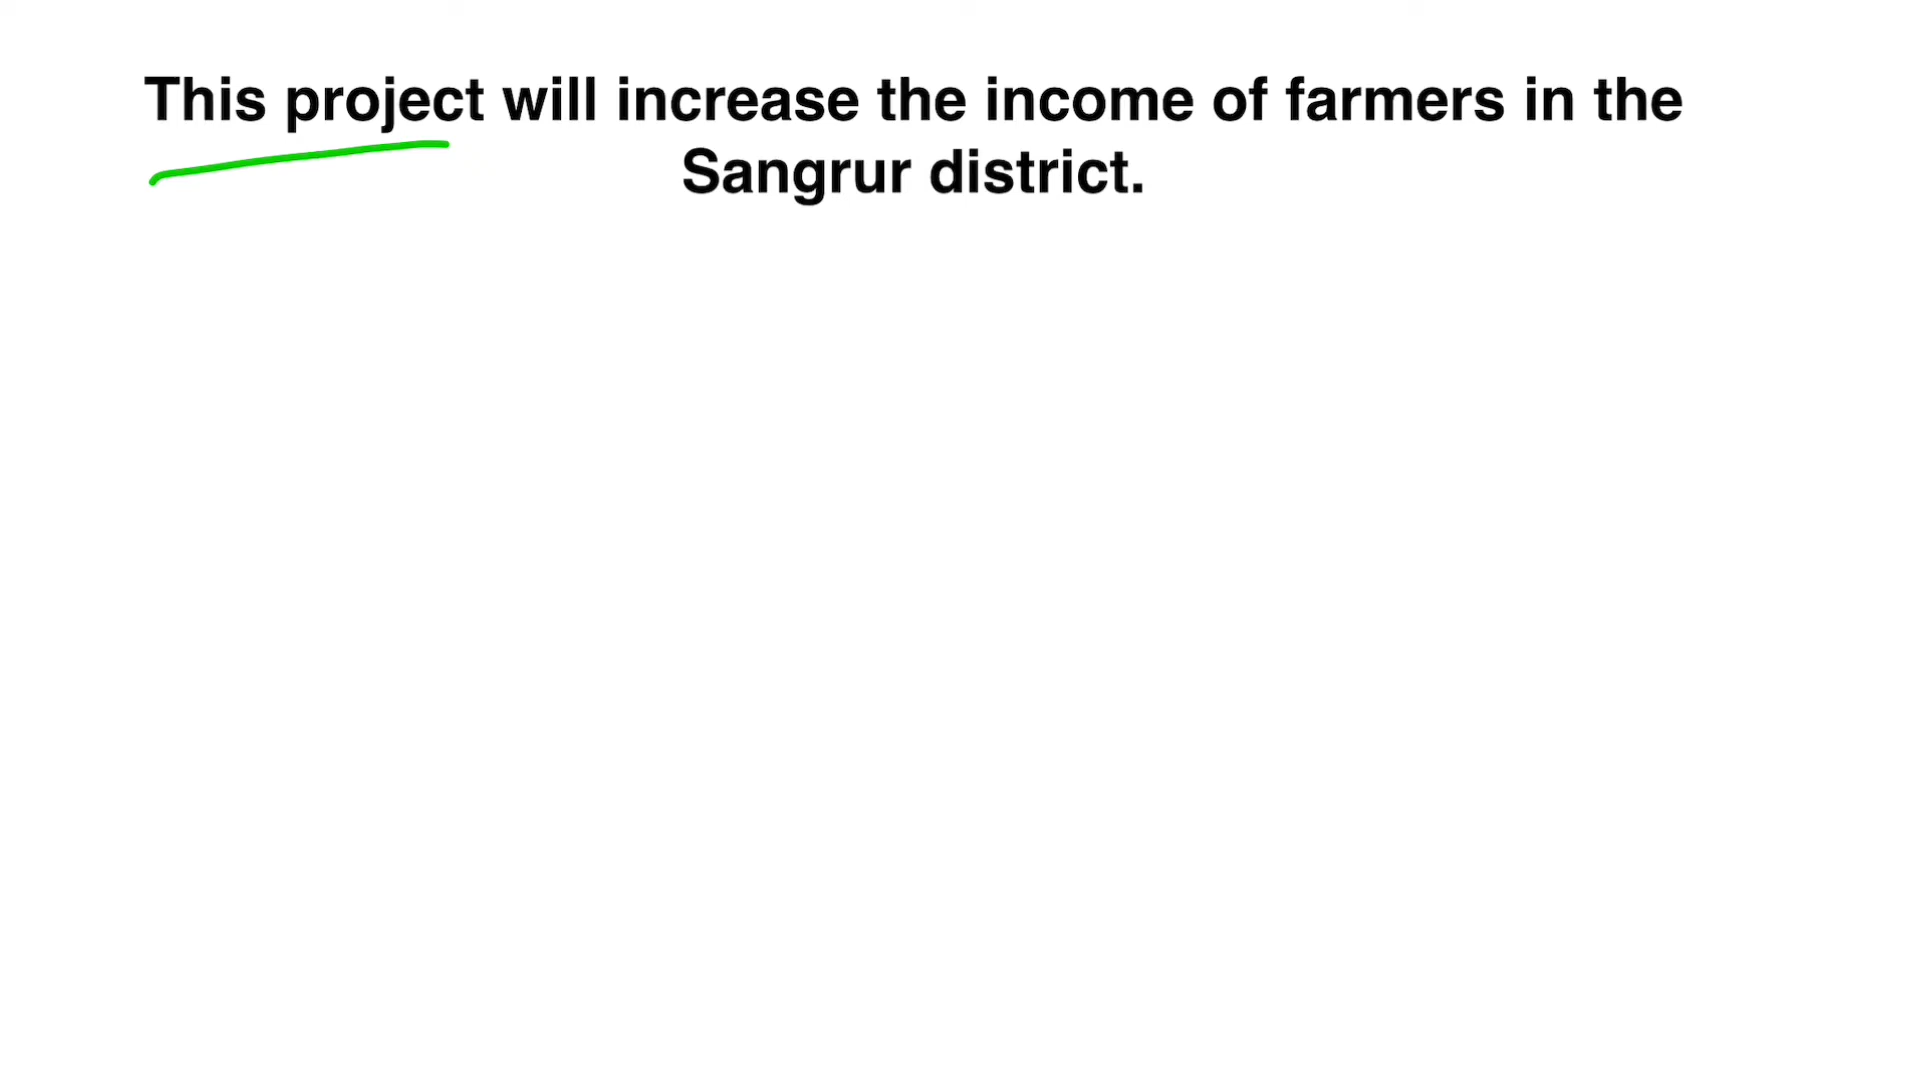 This project will increase the income of farmers in the
Sangrur district.